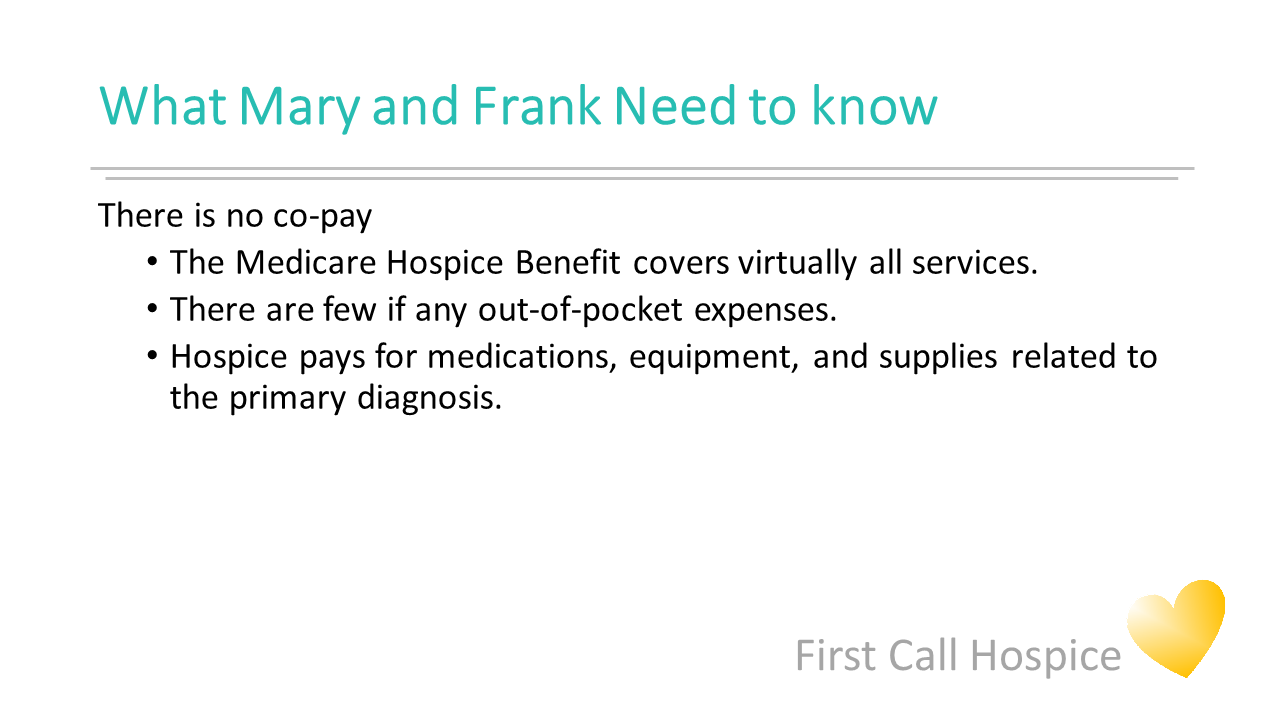 What Mary and Frank Need to know
There is no co-pay
• The Medicare Hospice Benefit covers virtually all services.
• There are few if any out-of-pocket expenses.
• Hospice pays for medications, equipment, and supplies related to
the primary diagnosis.
First Call Hospice